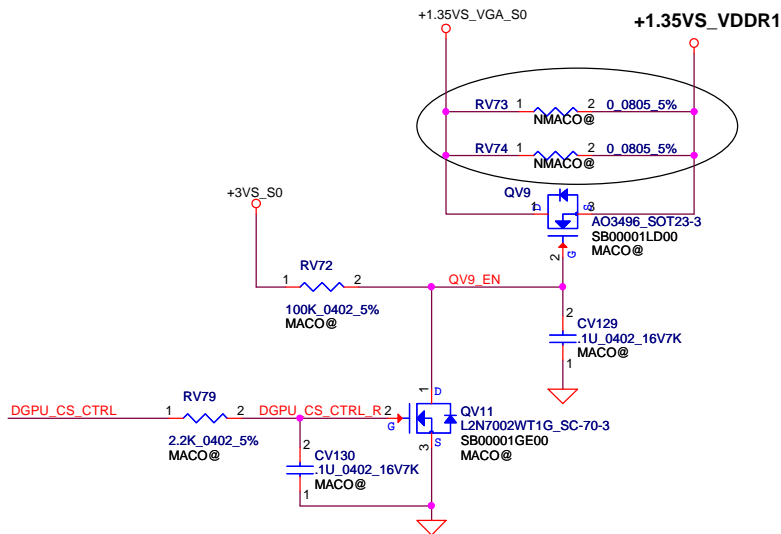 +1.35VS_VGA_S0
+1.35VS_VDDR1
RV73 1 2 0_0805_5%
NMACO@
RV74 1 2 0_0805_5%
NMACO@
QV9
1 D S 3
AO3496_SOT23-3
SB00001LD00
MACO@
2 G
+3VS_S0
RV72
1 2
100K_0402_5%
MACO@
QV9_EN
2
CV129
.1U_0402_16V7K
MACO@
1
1 D
QV11
L2N7002WT1G_SC-70-3
SB00001GE00
MACO@
2 G
3 S
DGPU_CS_CTRL
RV79
1 2
2.2K_0402_5%
MACO@
DGPU_CS_CTRL_R
2
CV130
.1U_0402_16V7K
MACO@
1